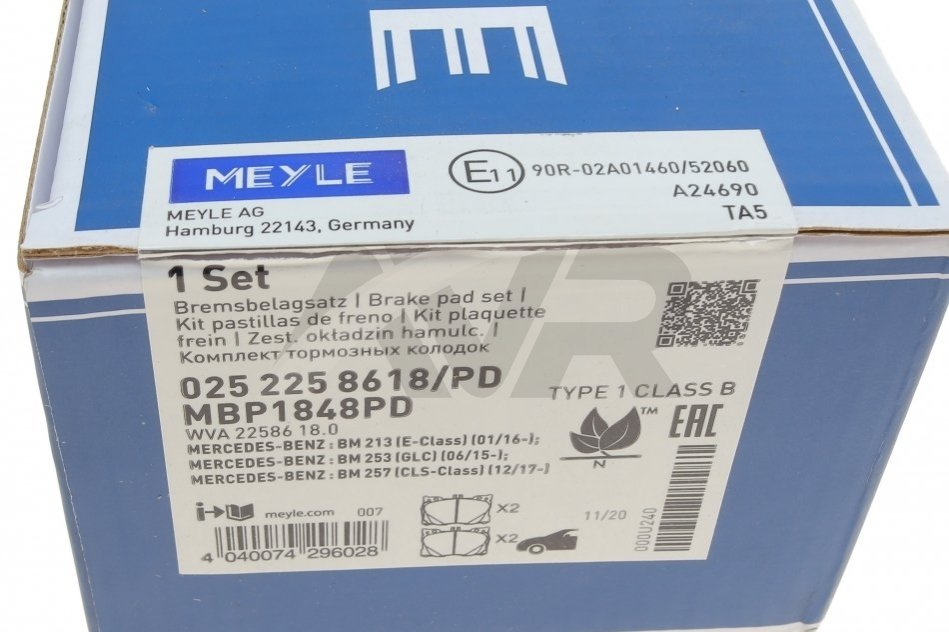 MEYLE
MEYLE AG
Hamburg 22143, Germany
E11 90R-02A01460/52060
A24690
TA5
1 Set
Bremsbelagsatz | Brake pad set |
Kit pastillas de freno | Kit plaquette
frein | Zest. okładzin hamulc. |
Комплект тормозных колодок
025 225 8618/PD
MBP1848PD
WVA 22586 18.0
MERCEDES-BENZ : BM 213 (E-Class) (01/16-);
MERCEDES-BENZ : BM 253 (GLC) (06/15-);
MERCEDES-BENZ : BM 257 (CLS-Class) (12/17-)
TYPE 1 CLASS B
TM
N
EAC
i meyle.com 007
X2
X2
11/20
000U240
4 040074 296028